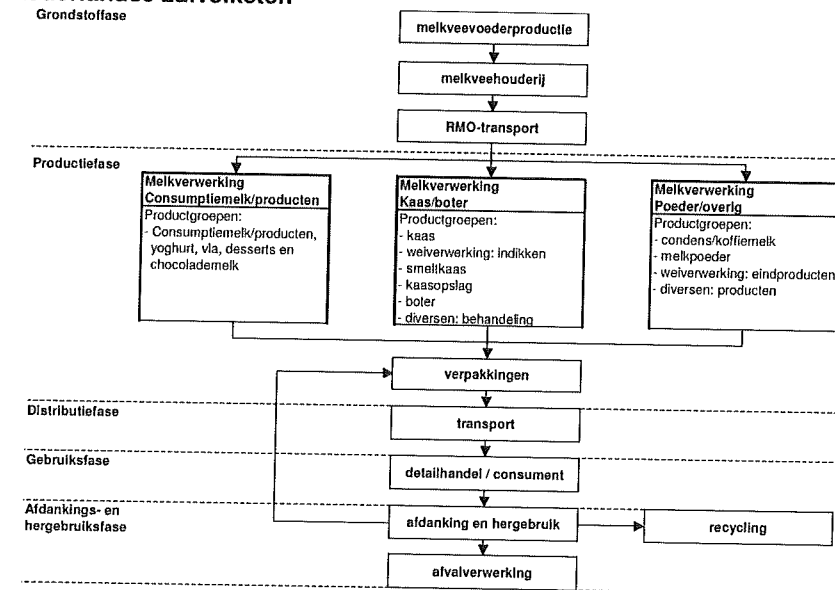 Grondstoffase
melkveevoederproductie
melkveehouderij
RMO-transport
Productiefase
Melkverwerking
Consumptiemelk/producten
Productgroepen:
- Consumptiemelk/producten,
yoghurt, vla, desserts en
chocolademelk
Melkverwerking
Kaas/boter
Productgroepen:
- kaas
- weiverwerking: indikken
- smeltkaas
- kaasopslag
- boter
- diversen: behandeling
Melkverwerking
Poeder/overig
Productgroepen:
- condens/koffiemelk
- melkpoeder
- weiverwerking: eindproducten
- diversen: producten
verpakkingen
Distributiefase
transport
Gebruiksfase
detailhandel / consument
Afdankings- en
hergebruiksfase
afdanking en hergebruik
recycling
afvalverwerking